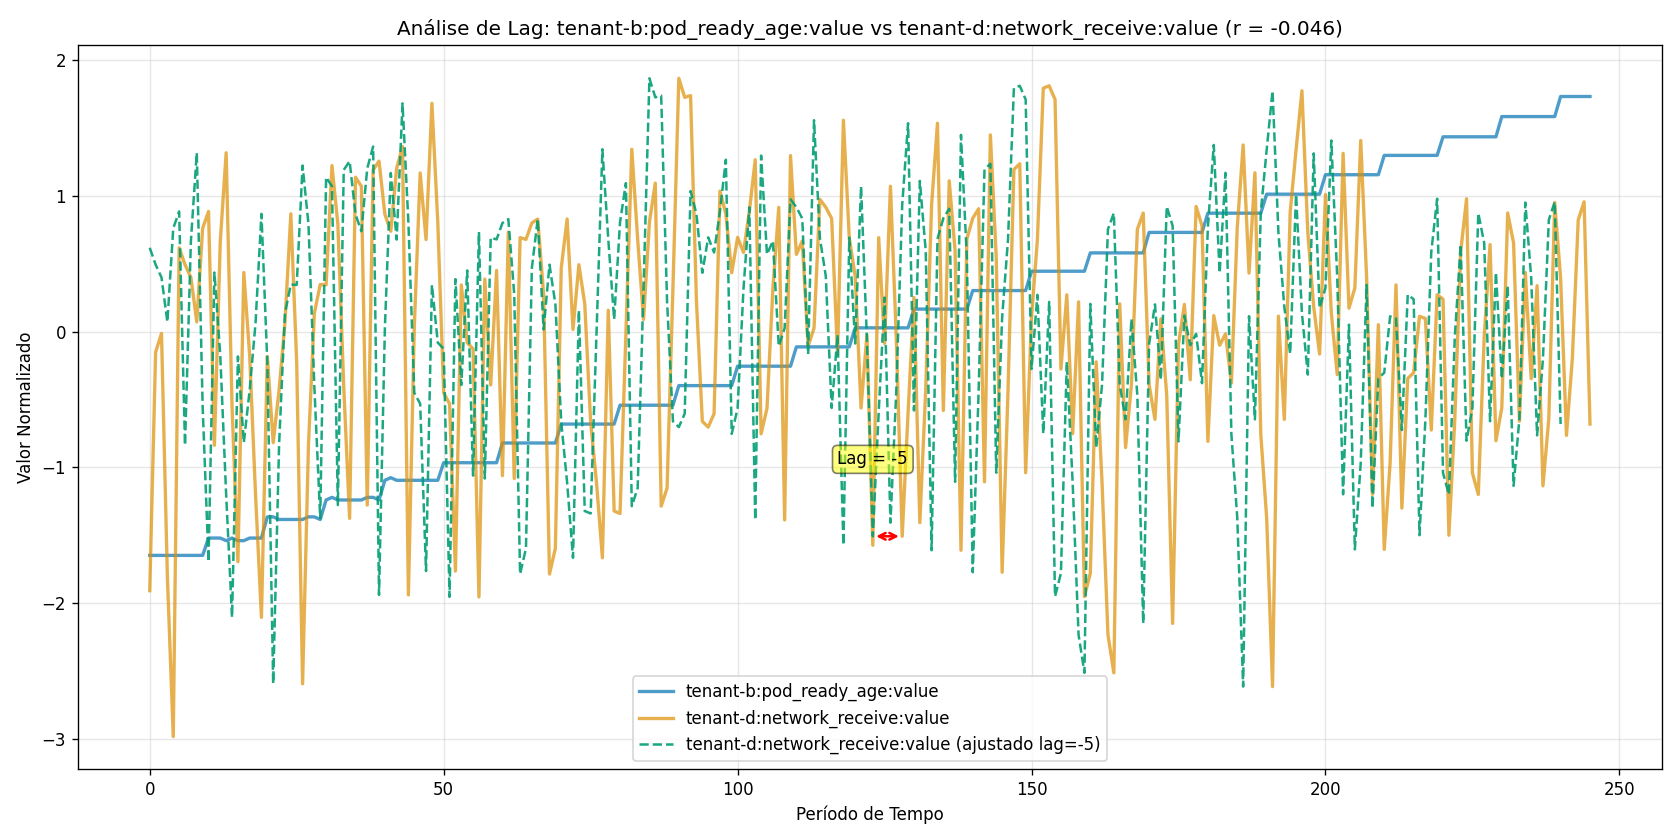 Análise de Lag: tenant-b:pod_ready_age:value vs tenant-d:network_receive:value (r = -0.046)
Valor Normalizado
2
1
0
−1
−2
−3
Lag = -5
tenant-b:pod_ready_age:value
tenant-d:network_receive:value
tenant-d:network_receive:value (ajustado lag=-5)
0
50
100
150
200
250
Período de Tempo